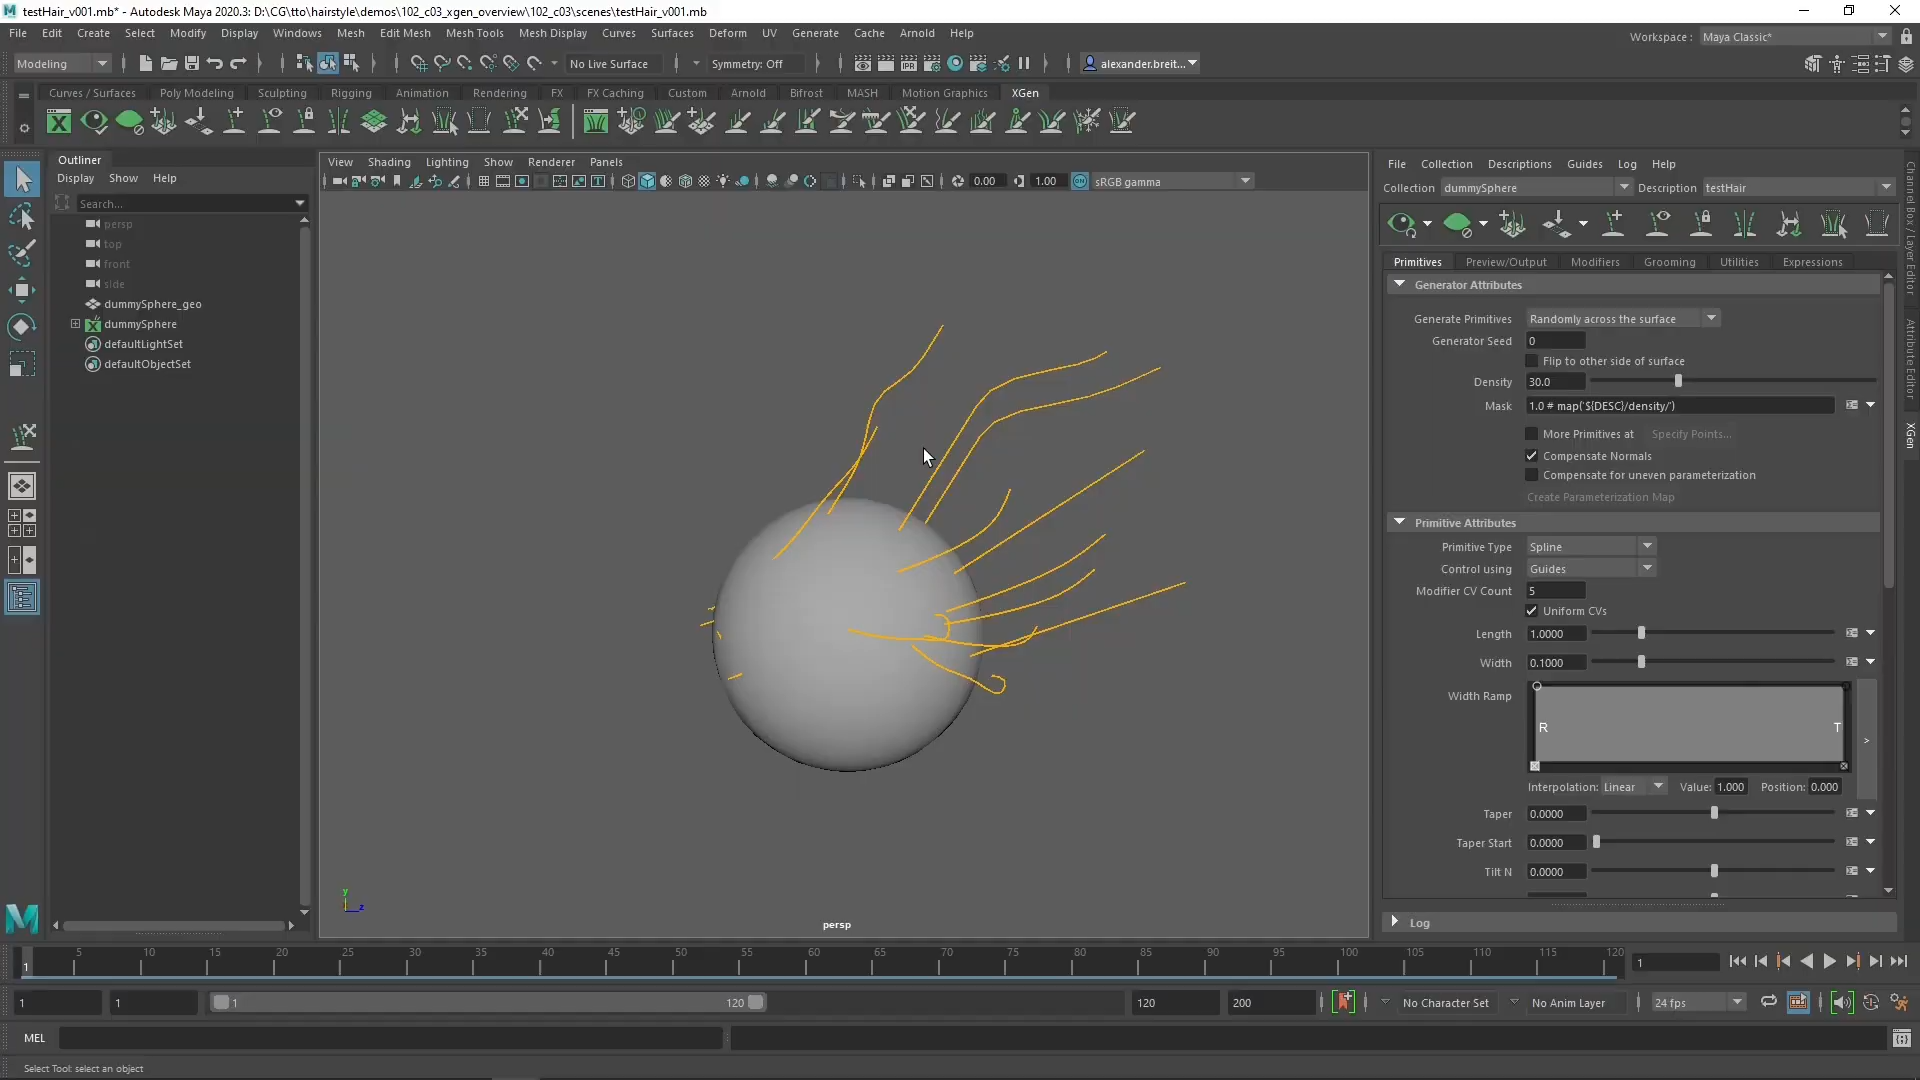 testHair_v001.mb* - Autodesk Maya 2020.3: D:\CG\tto\hairstyle\demos\102_c03_xgen_overview\102_c03\scenes\testHair_v001.mb
File Edit Create Select Modify Display Windows Mesh Edit Mesh Mesh Tools Mesh Display Curves Surfaces Deform UV Generate Cache Arnold Help
Workspace : Maya Classic*
Modeling No Live Surface Symmetry: Off alexander.breit...
Curves / Surfaces Poly Modeling Sculpting Rigging Animation Rendering FX FX Caching Custom Arnold Bifrost MASH Motion Graphics XGen
Outliner
Display Show Help
Search...
persp
top
front
side
dummySphere_geo
dummySphere
defaultLightSet
defaultObjectSet
View Shading Lighting Show Renderer Panels
0.00 1.00 ON sRGB gamma
y
z
persp
File Collection Descriptions Guides Log Help
Collection dummySphere Description testHair
Primitives Preview/Output Modifiers Grooming Utilities Expressions
Generator Attributes
Generate Primitives Randomly across the surface
Generator Seed 0
Flip to other side of surface
Density 30.0
Mask 1.0 # map('${DESC}/density/')
More Primitives at Specify Points...
Compensate Normals
Compensate for uneven parameterization
Create Parameterization Map
Primitive Attributes
Primitive Type Spline
Control using Guides
Modifier CV Count 5
Uniform CVs
Length 1.0000
Width 0.1000
Width Ramp
R T
>
Interpolation: Linear Value: 1.000 Position: 0.000
Taper 0.0000
Taper Start 0.0000
Tilt N 0.0000
Log
Channel Box / Layer Editor
Attribute Editor
XGen
1 5 10 15 20 25 30 35 40 45 50 55 60 65 70 75 80 85 90 95 100 105 110 115 120
1
1 1 1 120 120 200 No Character Set No Anim Layer 24 fps
MEL
Select Tool: select an object